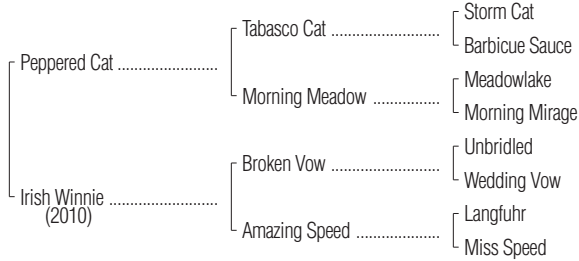 Storm Cat
Tabasco Cat ........................
Barbicue Sauce
Peppered Cat ......................
Meadowlake
Morning Meadow ...............
Morning Mirage
Unbridled
Broken Vow ........................
Wedding Vow
Irish Winnie ........................
(2010)
Langfuhr
Amazing Speed ..................
Miss Speed